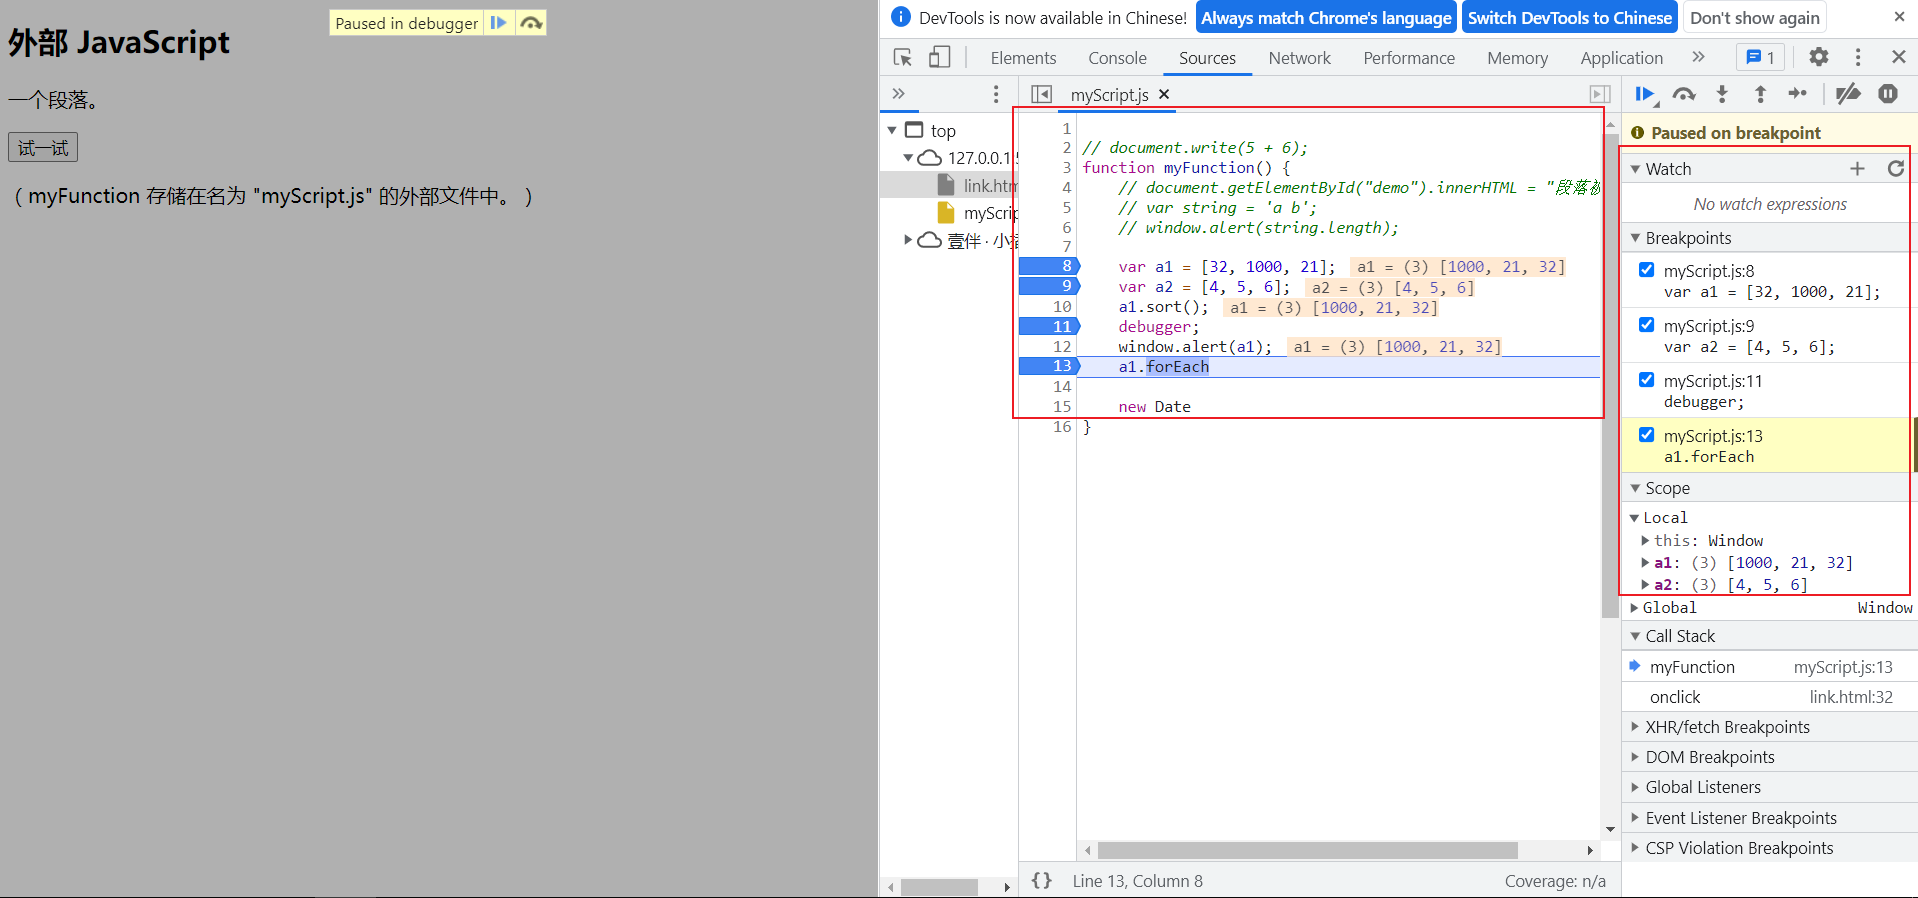 Paused in debugger
外部 JavaScript
一个段落。
试一试
（ myFunction 存储在名为 "myScript.js" 的外部文件中。 ）
DevTools is now available in Chinese! Always match Chrome's language Switch DevTools to Chinese Don't show again
Elements Console Sources Network Performance Memory Application 1
top
127.0.0.1:5
link.htm
myScrip
壹伴 · 小
myScript.js
1
2 // document.write(5 + 6);
3 function myFunction() {
4 // document.getElementById("demo").innerHTML = "段落
5 // var string = 'a b';
6 // window.alert(string.length);
7
8 var a1 = [32, 1000, 21]; a1 = (3) [1000, 21, 32]
9 var a2 = [4, 5, 6]; a2 = (3) [4, 5, 6]
10 a1.sort(); a1 = (3) [1000, 21, 32]
11 debugger;
12 window.alert(a1); a1 = (3) [1000, 21, 32]
13 a1.forEach
14
15 new Date
16 }
{} Line 13, Column 8 Coverage: n/a
Paused on breakpoint
Watch
No watch expressions
Breakpoints
myScript.js:8
var a1 = [32, 1000, 21];
myScript.js:9
var a2 = [4, 5, 6];
myScript.js:11
debugger;
myScript.js:13
a1.forEach
Scope
Local
this: Window
a1: (3) [1000, 21, 32]
a2: (3) [4, 5, 6]
Global Window
Call Stack
myFunction myScript.js:13
onclick link.html:32
XHR/fetch Breakpoints
DOM Breakpoints
Global Listeners
Event Listener Breakpoints
CSP Violation Breakpoints